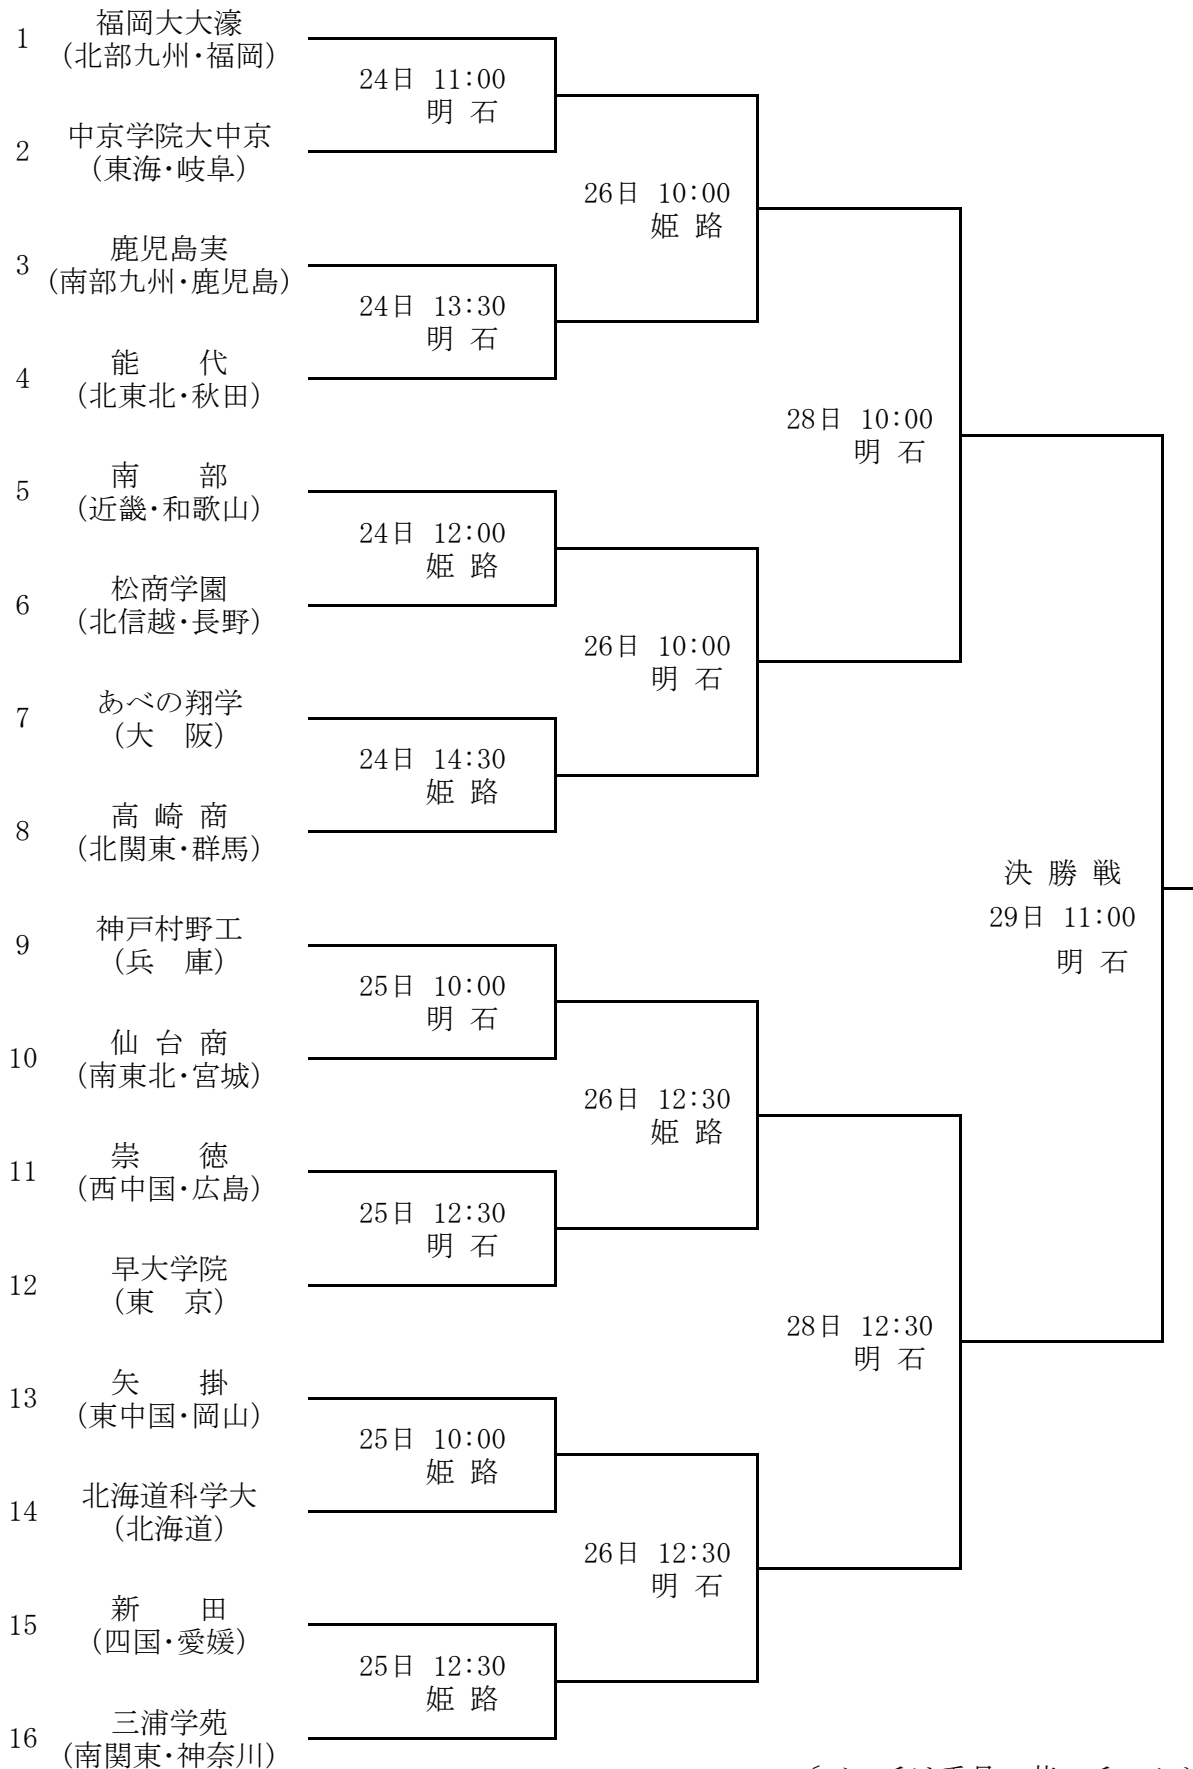 1
福岡大大濠
（北部九州・福岡）
24日 11:00
明 石
2
中京学院大中京
（東海・岐阜）
26日 10:00
姫 路
3
鹿児島実
（南部九州・鹿児島）
24日 13:30
明 石
4
能　　代
（北東北・秋田）
28日 10:00
明 石
5
南　　部
（近畿・和歌山）
24日 12:00
姫 路
6
松商学園
（北信越・長野）
26日 10:00
明 石
7
あべの翔学
（大　阪）
24日 14:30
姫 路
8
高 崎 商
（北関東・群馬）
決 勝 戦
29日 11:00
明 石
9
神戸村野工
（兵　庫）
25日 10:00
明 石
10
仙 台 商
（南東北・宮城）
26日 12:30
姫 路
11
崇　　徳
（西中国・広島）
25日 12:30
明 石
12
早大学院
（東　京）
28日 12:30
明 石
13
矢　　掛
（東中国・岡山）
25日 10:00
姫 路
14
北海道科学大
（北海道）
26日 12:30
明 石
15
新　　田
（四国・愛媛）
25日 12:30
姫 路
16
三浦学苑
（南関東・神奈川）